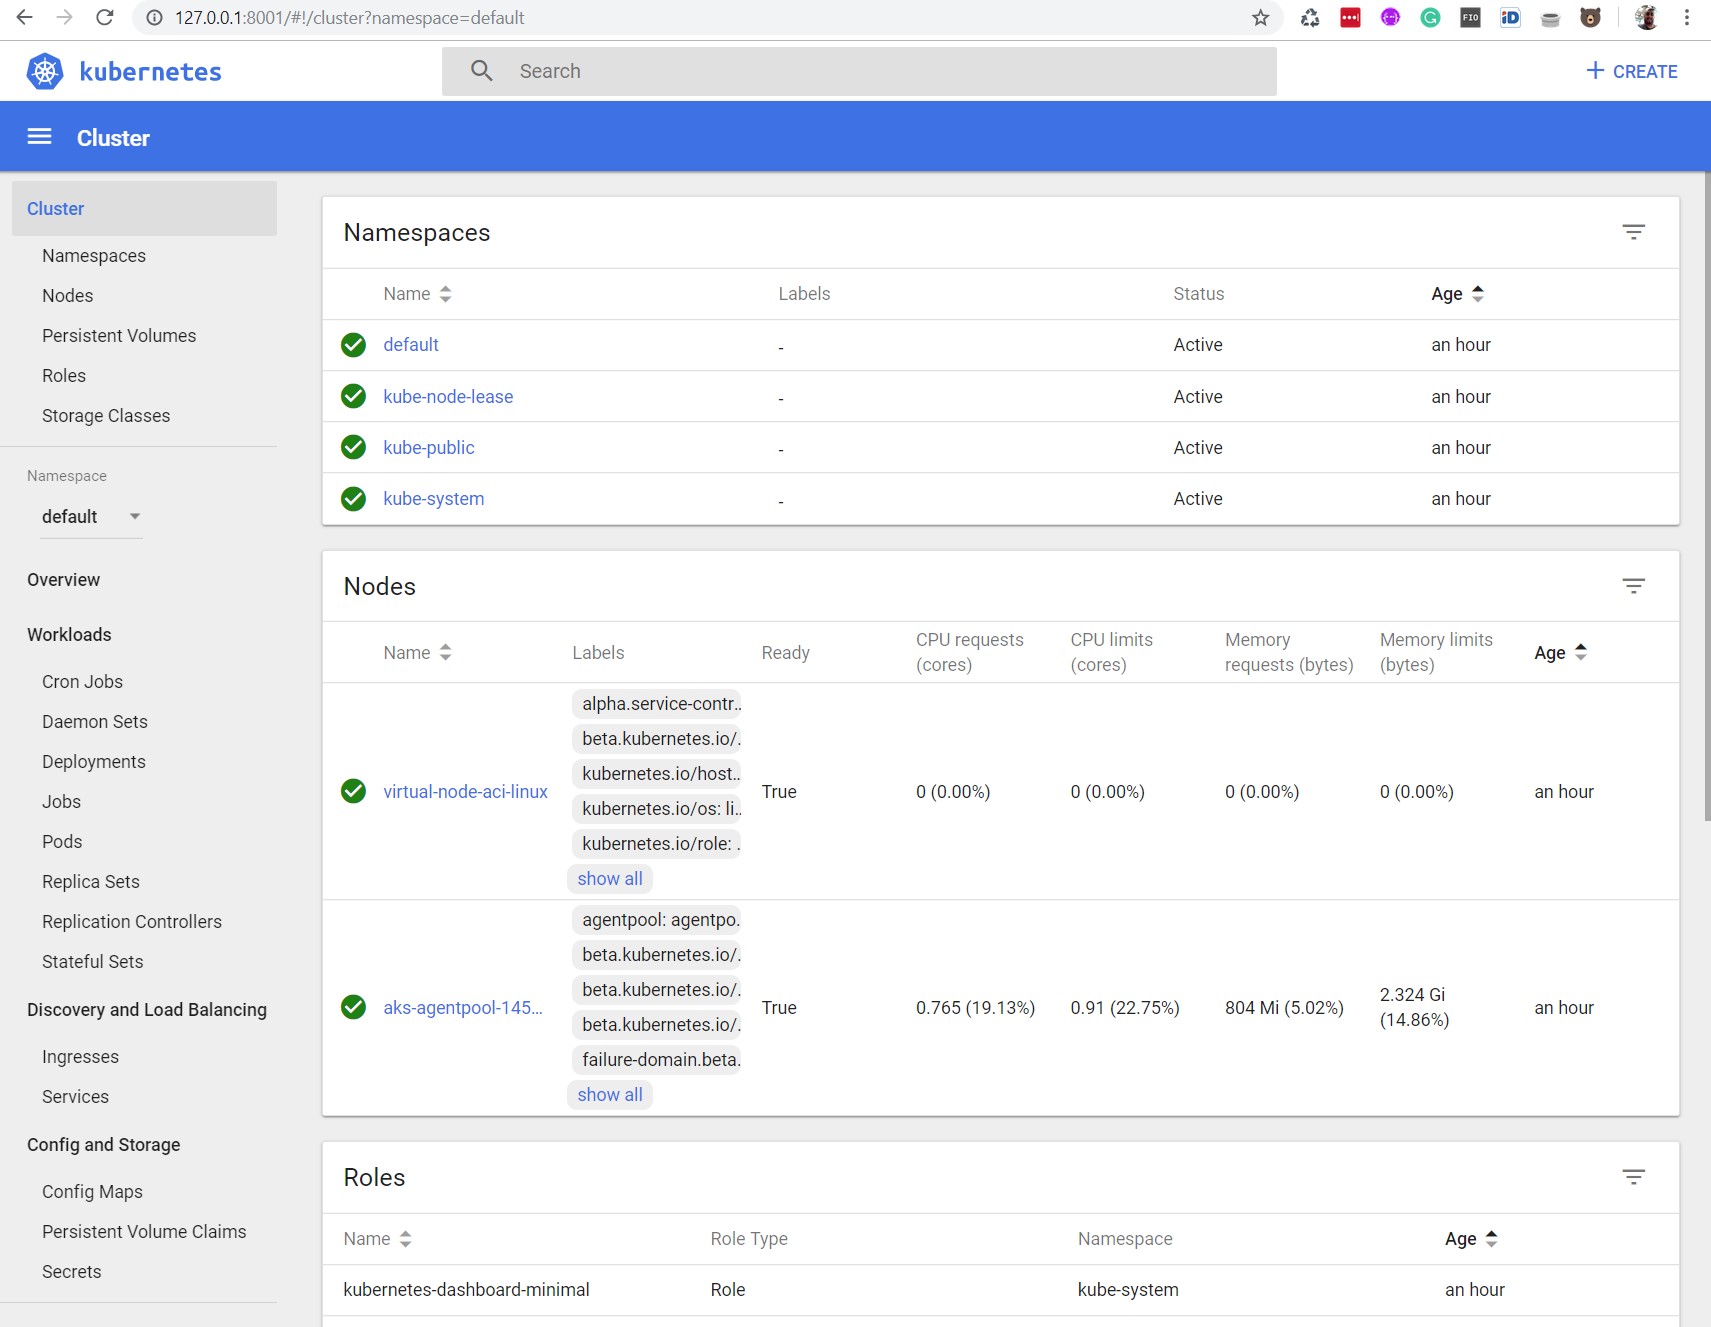 127.0.0.1:8001/#!/cluster?namespace=default
kubernetes
Search
+ CREATE
Cluster
Cluster
Namespaces
Nodes
Persistent Volumes
Roles
Storage Classes
Namespace
default
Overview
Workloads
Cron Jobs
Daemon Sets
Deployments
Jobs
Pods
Replica Sets
Replication Controllers
Stateful Sets
Discovery and Load Balancing
Ingresses
Services
Config and Storage
Config Maps
Persistent Volume Claims
Secrets
Namespaces
Name Labels Status Age
default - Active an hour
kube-node-lease - Active an hour
kube-public - Active an hour
kube-system - Active an hour
Nodes
Name Labels Ready CPU requests (cores) CPU limits (cores) Memory requests (bytes) Memory limits (bytes) Age
alpha.service-contr..
beta.kubernetes.io/.
kubernetes.io/host..
kubernetes.io/os: li..
kubernetes.io/role: .
show all
virtual-node-aci-linux True 0 (0.00%) 0 (0.00%) 0 (0.00%) 0 (0.00%) an hour
agentpool: agentpo.
beta.kubernetes.io/.
beta.kubernetes.io/.
beta.kubernetes.io/.
failure-domain.beta.
show all
aks-agentpool-145... True 0.765 (19.13%) 0.91 (22.75%) 804 Mi (5.02%) 2.324 Gi (14.86%) an hour
Roles
Name Role Type Namespace Age
kubernetes-dashboard-minimal Role kube-system an hour